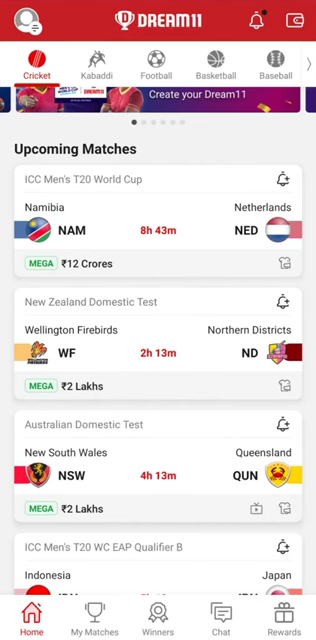 DREAM11
Cricket
Kabaddi
Football
Basketball
Baseball
Create your Dream11
Upcoming Matches
ICC Men's T20 World Cup
Namibia
Netherlands
NAM
8h 43m
NED
MEGA ₹12 Crores
New Zealand Domestic Test
Wellington Firebirds
Northern Districts
WF
2h 13m
ND
MEGA ₹2 Lakhs
Australian Domestic Test
New South Wales
Queensland
NSW
4h 13m
QUN
MEGA ₹2 Lakhs
ICC Men's T20 WC EAP Qualifier B
Indonesia
Japan
Home
My Matches
Winners
Chat
Rewards